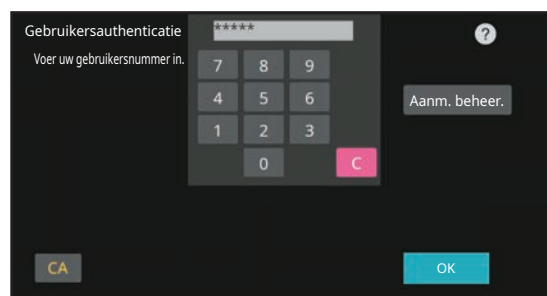 Gebruikersauthenticatie
*****
?
Voer uw gebruikersnummer in.
7 8 9
4 5 6
Aanm. beheer.
1 2 3
0 C
CA
OK